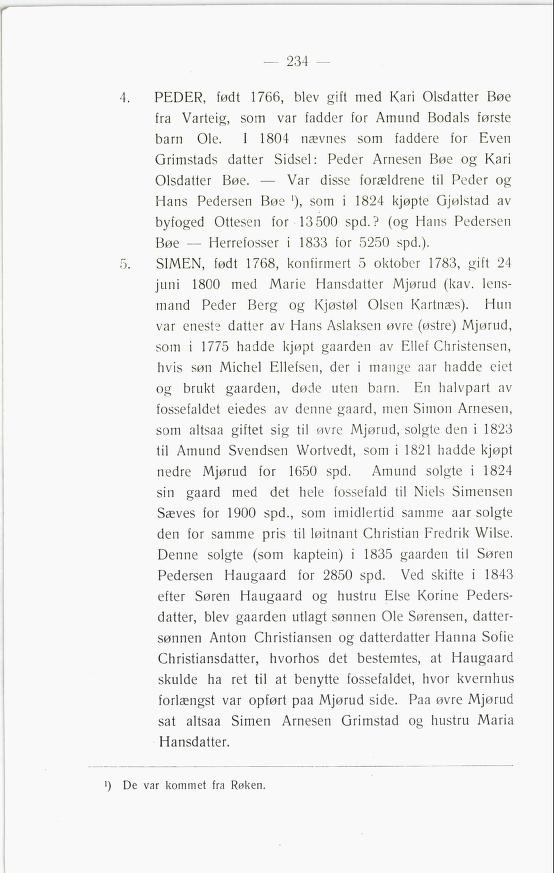 — 234 —
4. PEDER, født 1766, blev gift med Kari Olsdatter Bøe
fra Varteig, som var fadder for Amund Bodals første
barn Ole. I 1804 nævnes som faddere for Even
Grimstads datter Sidsel: Peder Arnesen Bøe og Kari
Olsdatter Bøe. — Var disse forældrene til Peder og
Hans Pedersen Bøe ¹), som i 1824 kjøpte Gjølstad av
byfoged Ottesen for 13500 spd.? (og Hans Pedersen
Bøe — Herrefosser i 1833 for 5250 spd.).
5. SIMEN, født 1768, konfirmert 5 oktober 1783, gift 24
juni 1800 med Marie Hansdatter Mjørud (kav. lens-
mand Peder Berg og Kjøstøl Olsen Kartnæs). Hun
var eneste datter av Hans Aslaksen øvre (østre) Mjørud,
som i 1775 hadde kjøpt gaarden av Ellef Christensen,
hvis søn Michel Ellefsen, der i mange aar hadde eiet
og brukt gaarden, døde uten barn. En halvpart av
fossefaldet eiedes av denne gaard, men Simon Arnesen,
som altsaa giftet sig til øvre Mjørud, solgte den i 1823
til Amund Svendsen Wortvedt, som i 1821 hadde kjøpt
nedre Mjørud for 1650 spd. Amund solgte i 1824
sin gaard med det hele fossefald til Niels Simensen
Sæves for 1900 spd., som imidlertid samme aar solgte
den for samme pris til løitnant Christian Fredrik Wilse.
Denne solgte (som kaptein) i 1835 gaarden til Søren
Pedersen Haugaard for 2850 spd. Ved skifte i 1843
efter Søren Haugaard og hustru Else Korine Peders-
datter, blev gaarden utlagt sønnen Ole Sørensen, datter-
sønnen Anton Christiansen og datterdatter Hanna Sofie
Christiansdatter, hvorhos det bestemtes, at Haugaard
skulde ha ret til at benytte fossefaldet, hvor kvernhus
forlængst var opført paa Mjørud side. Paa øvre Mjørud
sat altsaa Simen Arnesen Grimstad og hustru Maria
Hansdatter.
¹) De var kommet fra Røken.